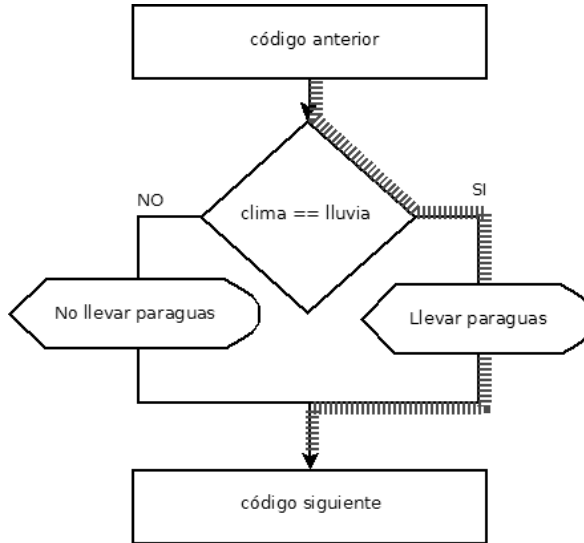 código anterior
NO
SI
clima == lluvia
No llevar paraguas
Llevar paraguas
código siguiente